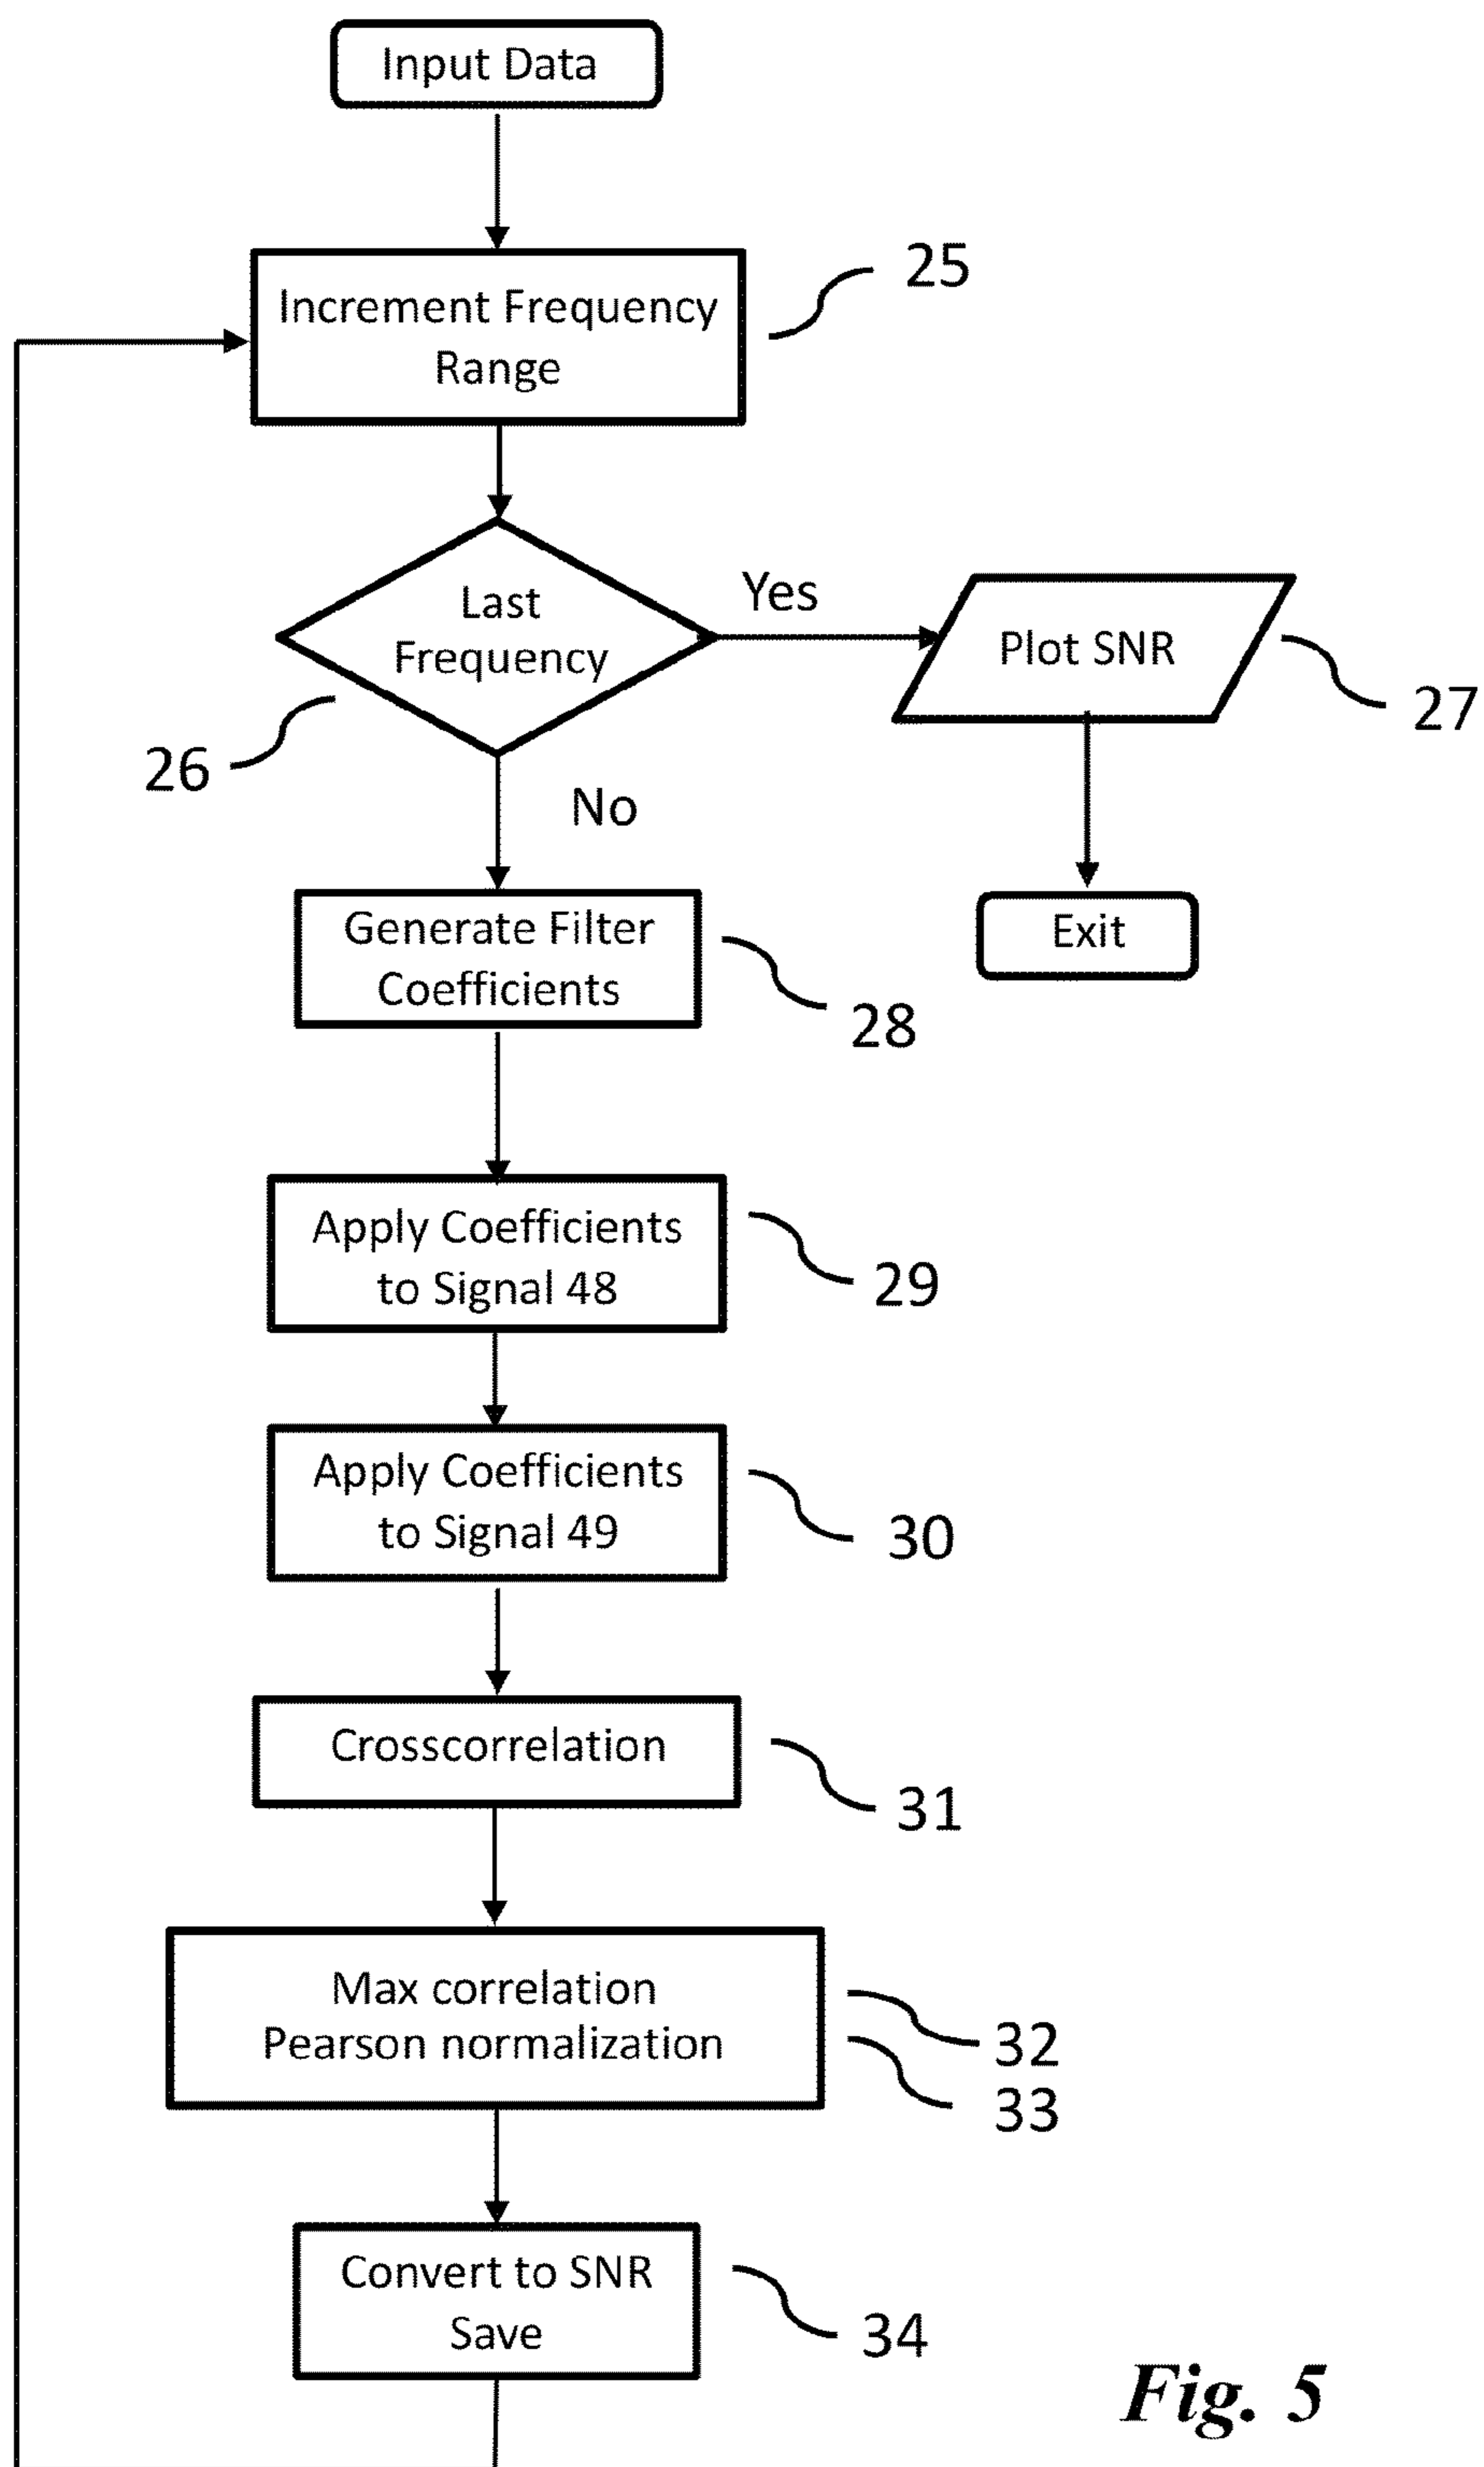 Input Data
Increment Frequency
Range
25
Last
Frequency
26
Yes
Plot SNR
27
No
Exit
Generate Filter
Coefficients
28
Apply Coefficients
to Signal 48
29
Apply Coefficients
to Signal 49
30
Crosscorrelation
31
Max correlation
Pearson normalization
32
33
Convert to SNR
Save
34
Fig. 5